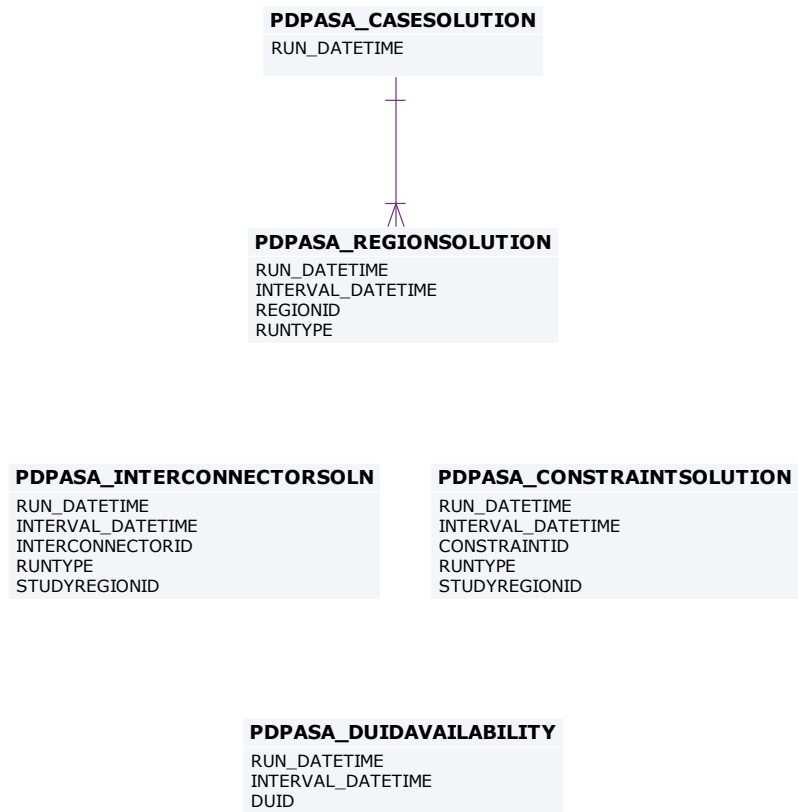 PDPASA_CASESOLUTION
RUN_DATETIME
PDPASA_REGIONSOLUTION
RUN_DATETIME
INTERVAL_DATETIME
REGIONID
RUNTYPE
PDPASA_INTERCONNECTORSOLN
RUN_DATETIME
INTERVAL_DATETIME
INTERCONNECTORID
RUNTYPE
STUDYREGIONID
PDPASA_CONSTRAINTSOLUTION
RUN_DATETIME
INTERVAL_DATETIME
CONSTRAINTID
RUNTYPE
STUDYREGIONID
PDPASA_DUIDAVAILABILITY
RUN_DATETIME
INTERVAL_DATETIME
DUID